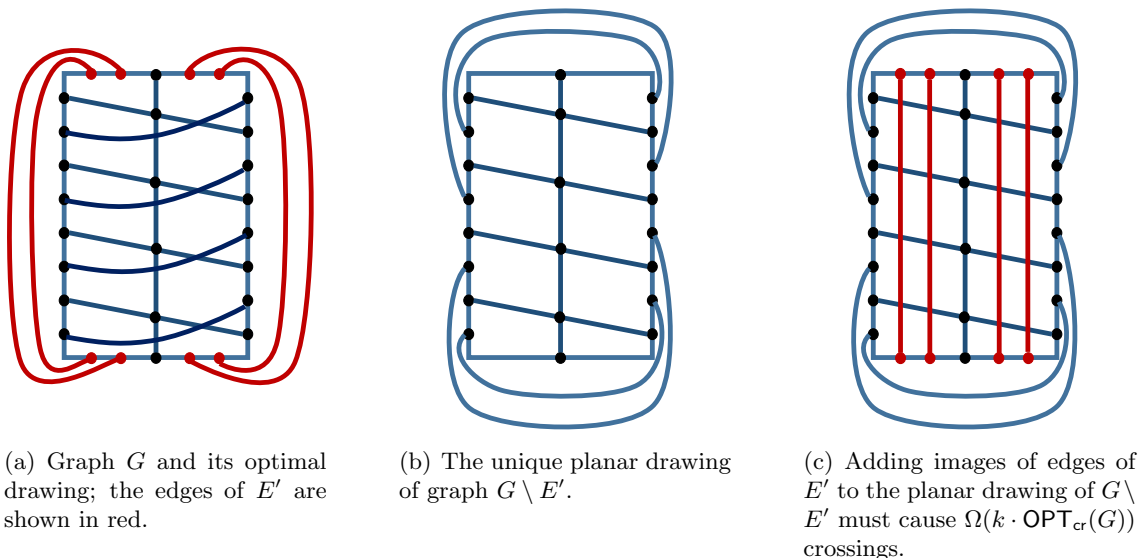 (a) Graph G and its optimal
drawing; the edges of E′ are
shown in red.
(b) The unique planar drawing
of graph G \ E′.
(c) Adding images of edges of
E′ to the planar drawing of G\
E′ must cause Ω(k · OPT_cr(G))
crossings.